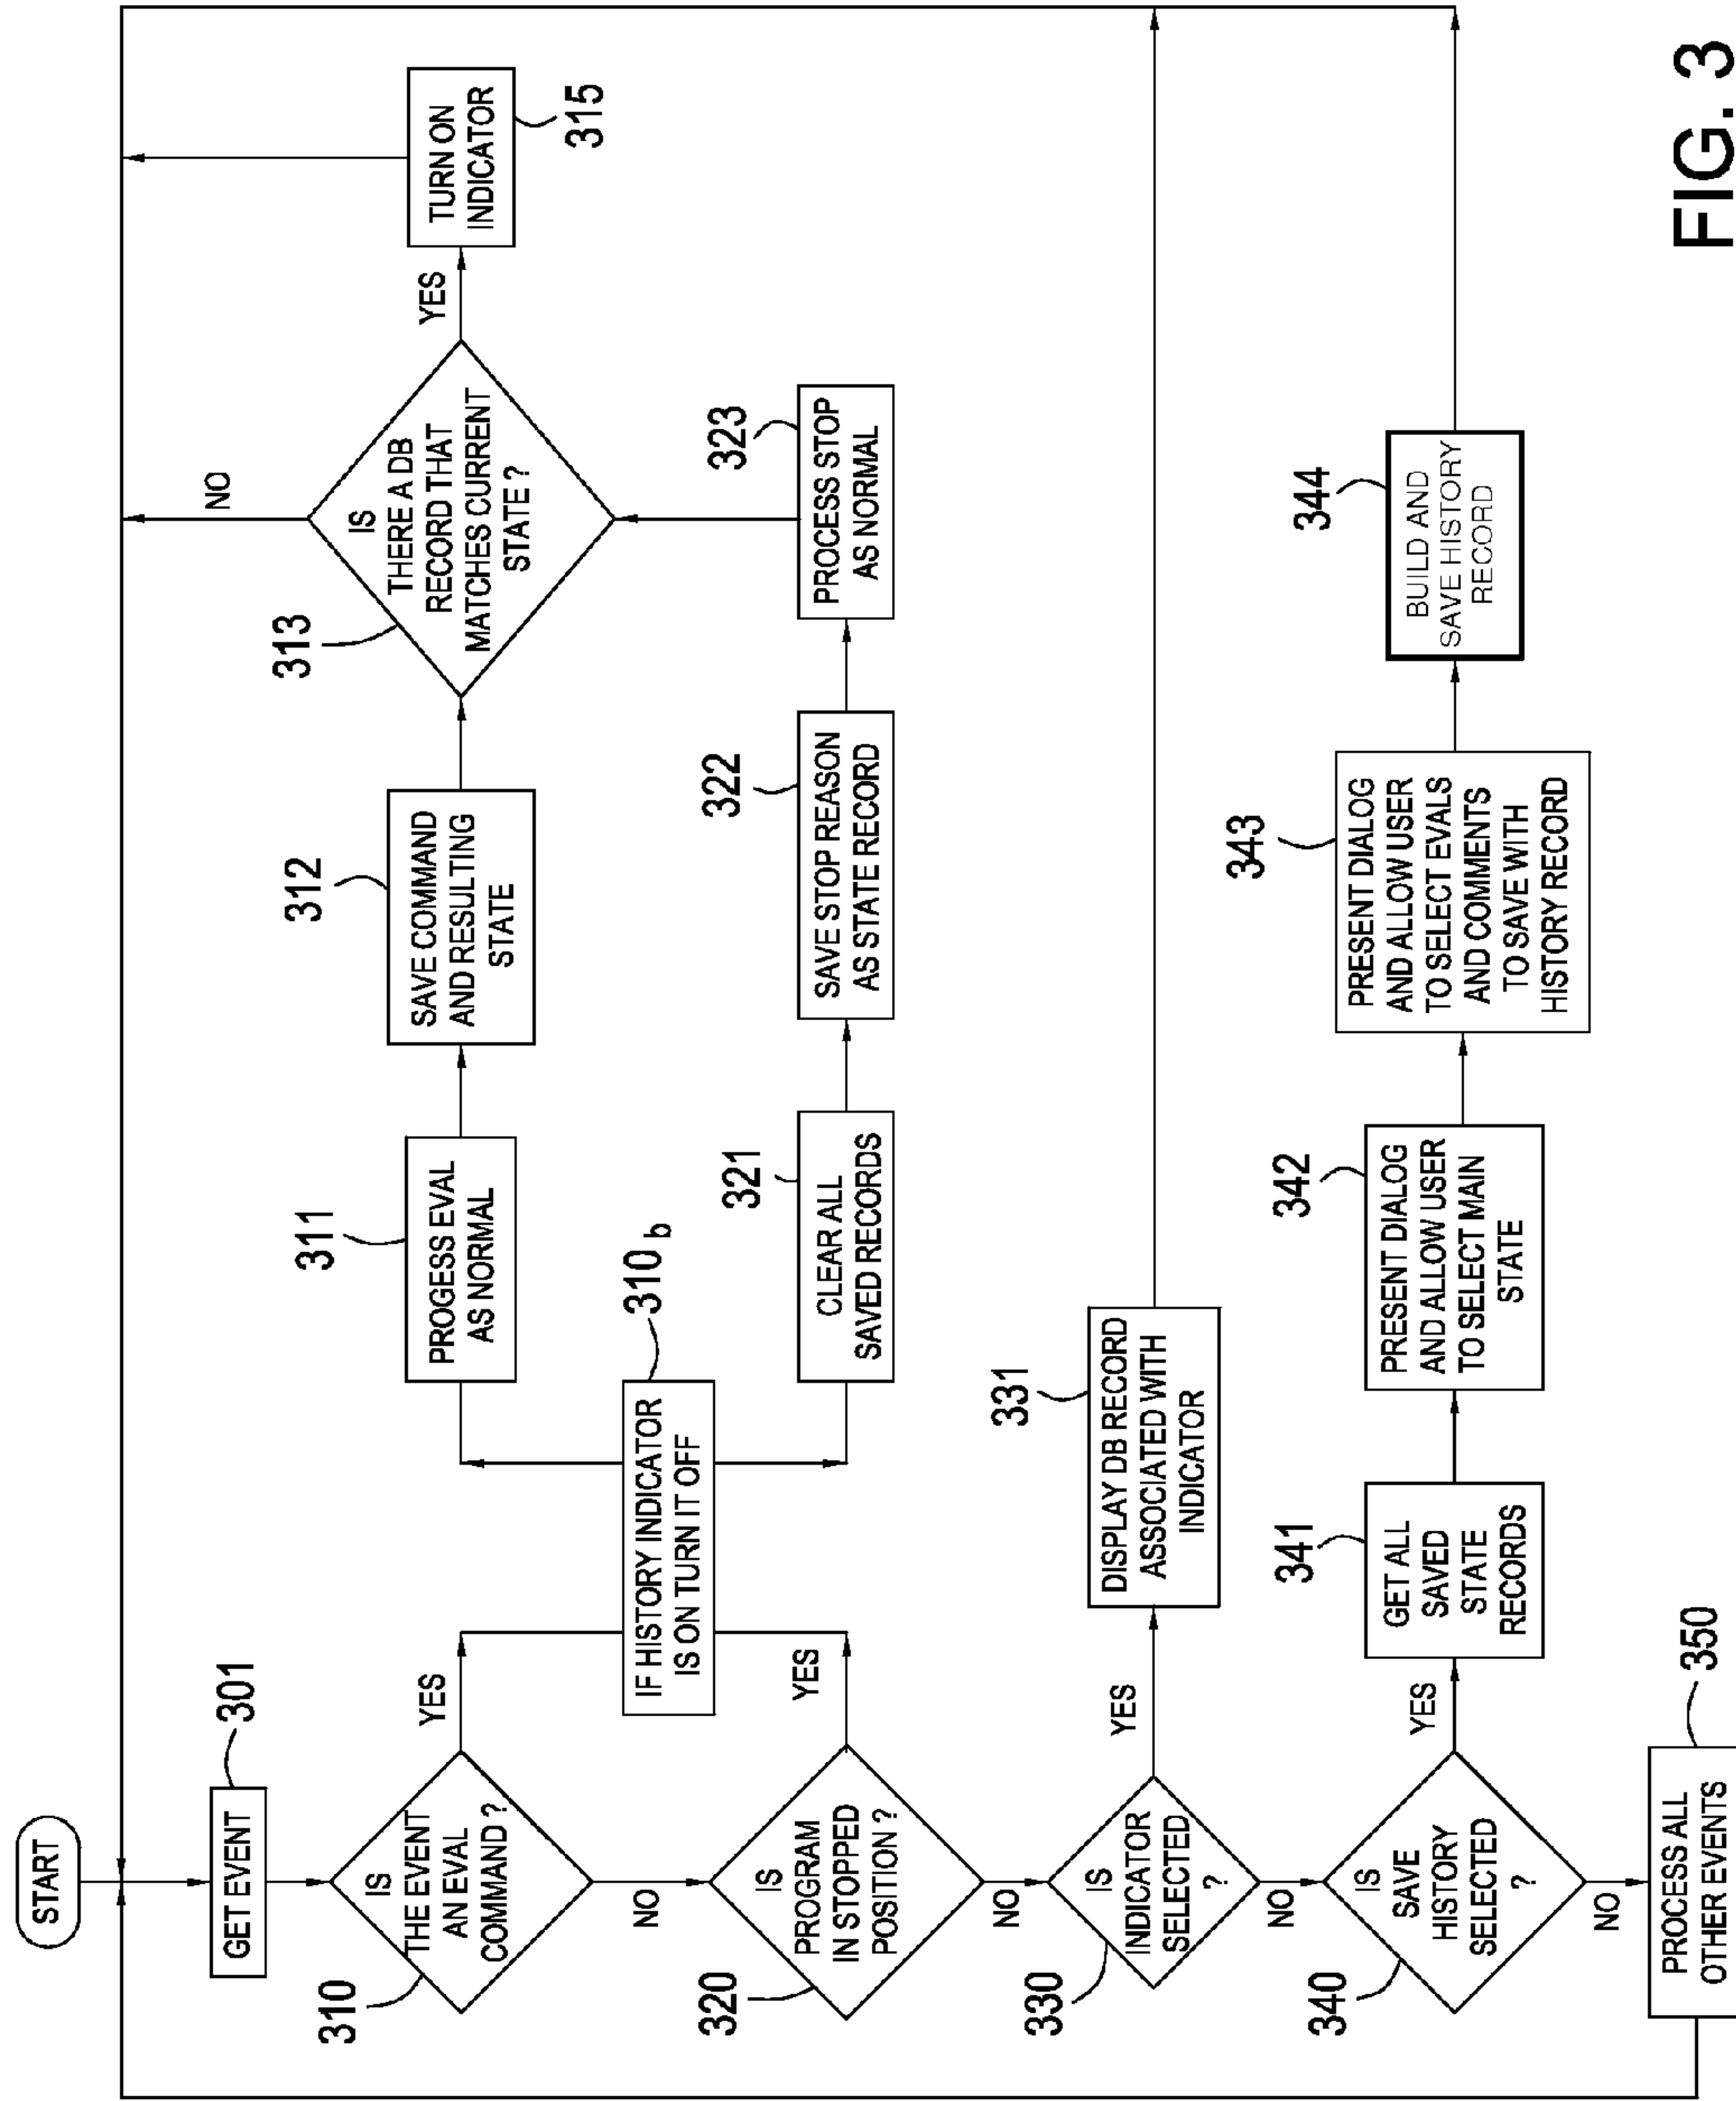 START
301
GET EVENT
310
IS
THE EVENT
AN EVAL
COMMAND ?
YES
NO
310 b
IF HISTORY INDICATOR
IS ON TURN IT OFF
311
PROGESS EVAL
AS NORMAL
312
SAVE COMMAND
AND RESULTING
STATE
313
IS
THERE A DB
RECORD THAT
MATCHES CURRENT
STATE ?
NO
YES
315
TURN ON
INDICATOR
320
IS
PROGRAM
IN STOPPED
POSITION ?
YES
NO
321
CLEAR ALL
SAVED RECORDS
322
SAVE STOP REASON
AS STATE RECORD
323
PROCESS STOP
AS NORMAL
330
IS
INDICATOR
SELECTED
?
YES
NO
331
DISPLAY DB RECORD
ASSOCIATED WITH
INDICATOR
340
IS
SAVE
HISTORY
SELECTED
?
YES
NO
341
GET ALL
SAVED
STATE
RECORDS
342
PRESENT DIALOG
AND ALLOW USER
TO SELECT MAIN
STATE
343
PRESENT DIALOG
AND ALLOW USER
TO SELECT EVALS
AND COMMENTS
TO SAVE WITH
HISTORY RECORD
344
BUILD AND
SAVE HISTORY
RECORD
350
PROCESS ALL
OTHER EVENTS
FIG. 3